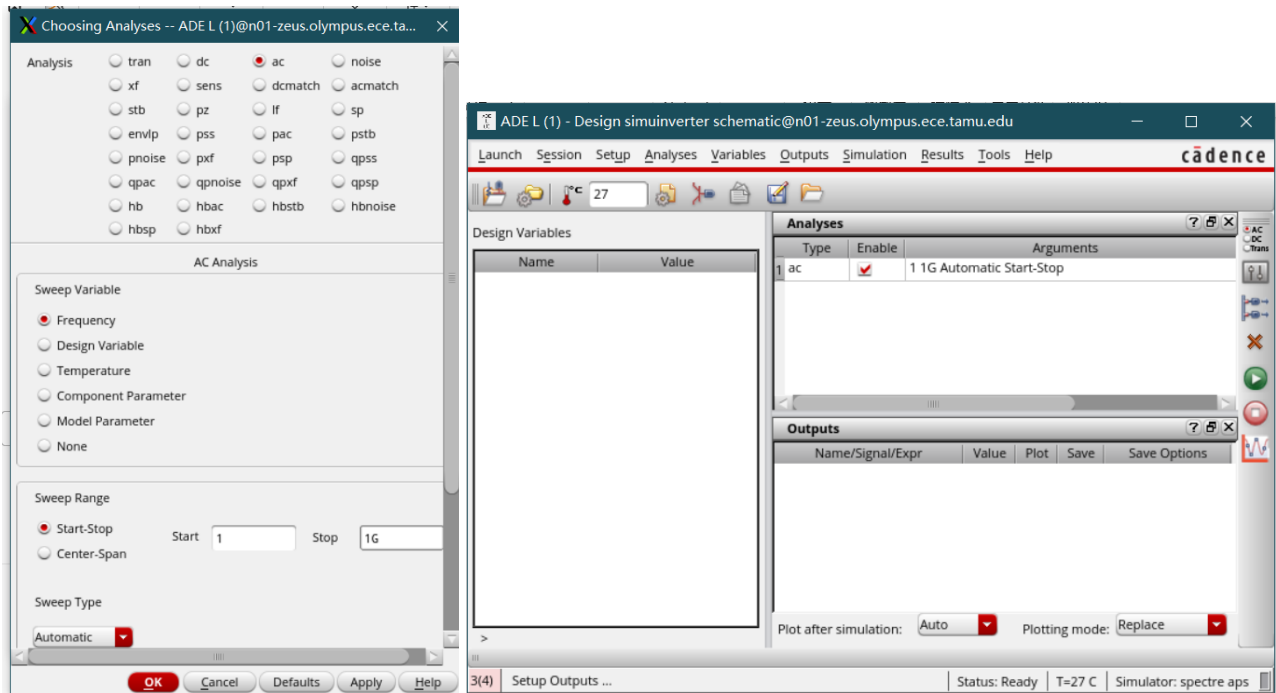 Choosing Analyses -- ADE L (1)@n01-zeus.olympus.ece.ta...
Analysis tran dc ac noise
xf sens dcmatch acmatch
stb pz lf sp
envlp pss pac pstb
pnoise pxf psp qpss
qpac qpnoise qpxf qpsp
hb hbac hbstb hbnoise
hbsp hbxf
AC Analysis
Sweep Variable
Frequency
Design Variable
Temperature
Component Parameter
Model Parameter
None
Sweep Range
Start-Stop Start 1 Stop 1G
Center-Span
Sweep Type
Automatic
OK Cancel Defaults Apply Help
ADE L (1) - Design simuinverter schematic@n01-zeus.olympus.ece.tamu.edu
Launch Session Setup Analyses Variables Outputs Simulation Results Tools Help cādence
°C 27
Design Variables
Name Value
Analyses ?
Type Enable Arguments
1 ac 1 1G Automatic Start-Stop
AC
DC
Trans
Outputs ?
Name/Signal/Expr Value Plot Save Save Options
Plot after simulation: Auto Plotting mode: Replace
>
3(4) Setup Outputs ... Status: Ready T=27 C Simulator: spectre aps